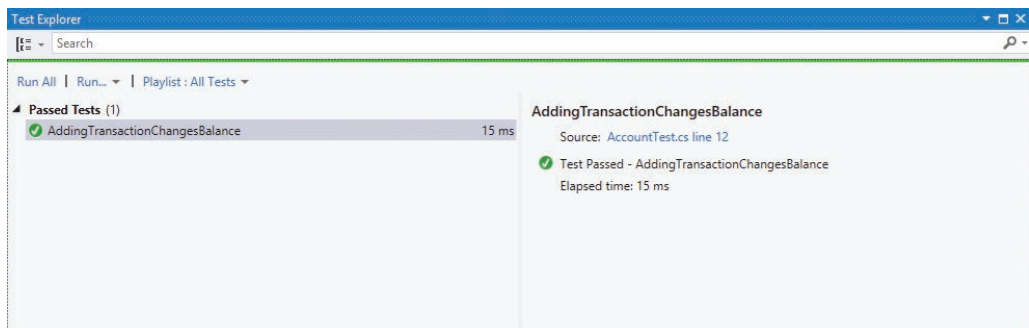 Test Explorer
Search
Run All | Run... | Playlist : All Tests
Passed Tests (1)
AddingTransactionChangesBalance 15 ms
AddingTransactionChangesBalance
Source: AccountTest.cs line 12
Test Passed - AddingTransactionChangesBalance
Elapsed time: 15 ms